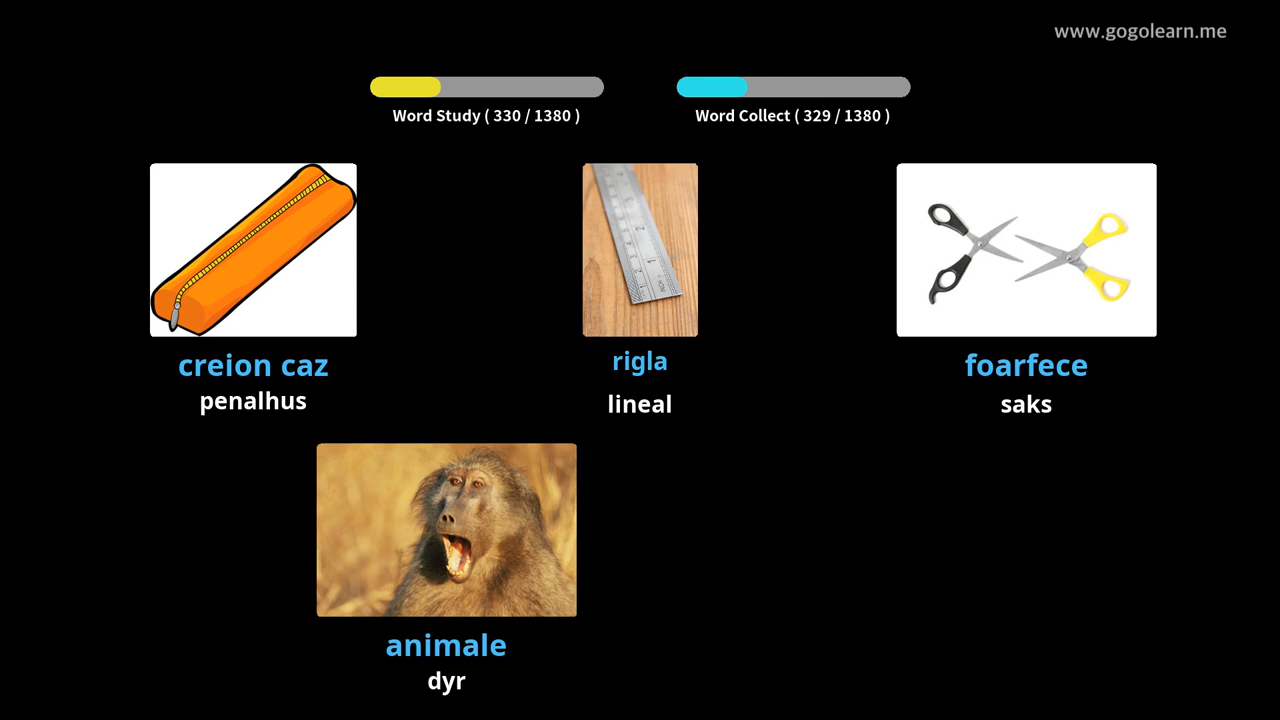 www.gogolearn.me
Word Study ( 330 / 1380 )
Word Collect ( 329 / 1380 )
creion caz
penalhus
rigla
lineal
foarfece
saks
animale
dyr